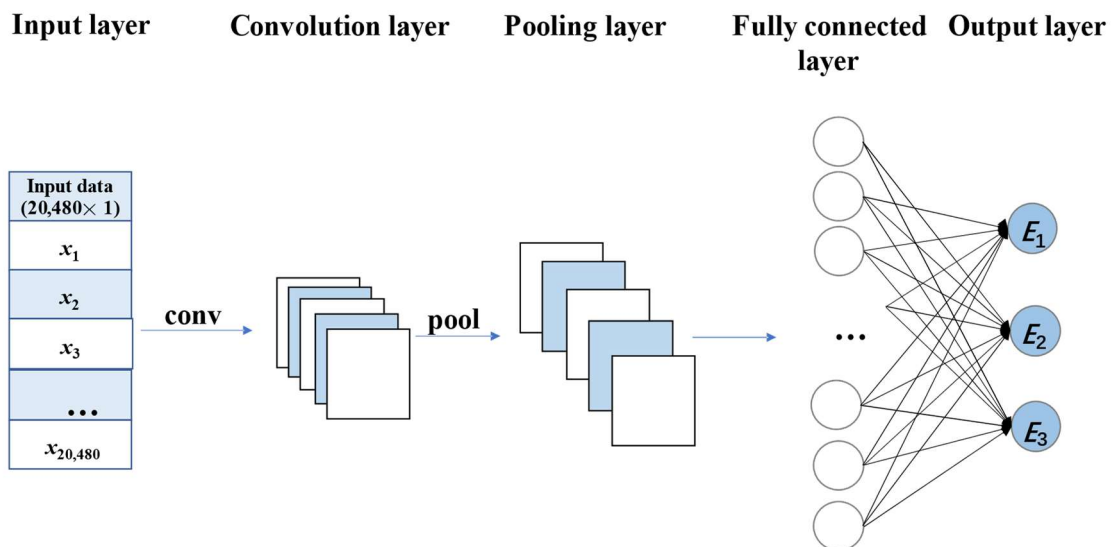 Input layer
Convolution layer
Pooling layer
Fully connected
layer
Output layer
Input data
(20,480× 1)
x₁
x₂
x₃
...
x₂₀,₄₈₀
conv
pool
...
E₁
E₂
E₃